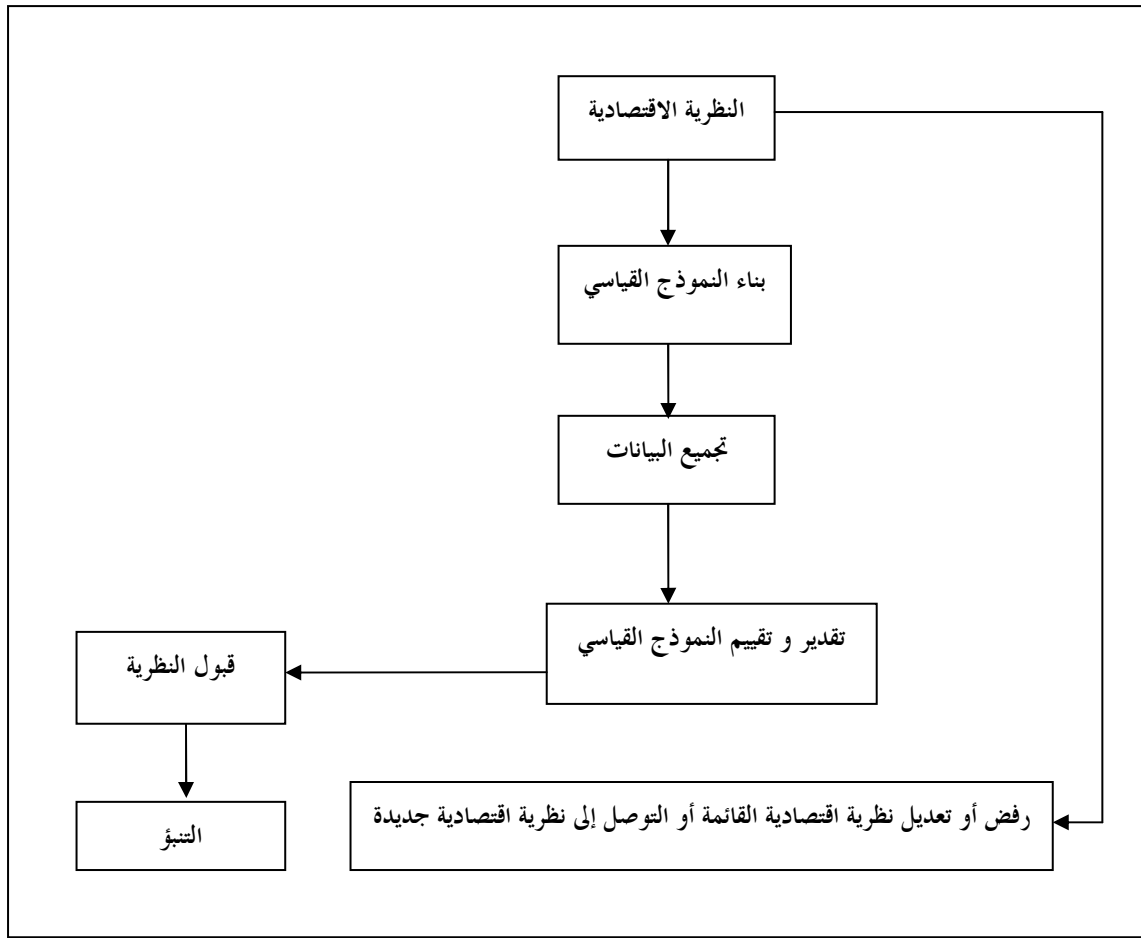 النظرية الاقتصادية
بناء النموذج القياسي
تجميع البيانات
تقدير و تقييم النموذج القياسي
قبول النظرية
رفض أو تعديل نظرية اقتصادية القائمة أو التوصل إلى نظرية اقتصادية جديدة
التنبؤ